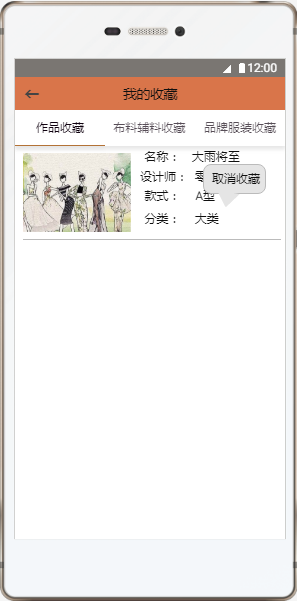 12:00
我的收藏
作品收藏 布料辅料收藏 品牌服装收藏
名称： 大雨将至
取消收藏
设计师： 零
款式： A型
分类： 大类